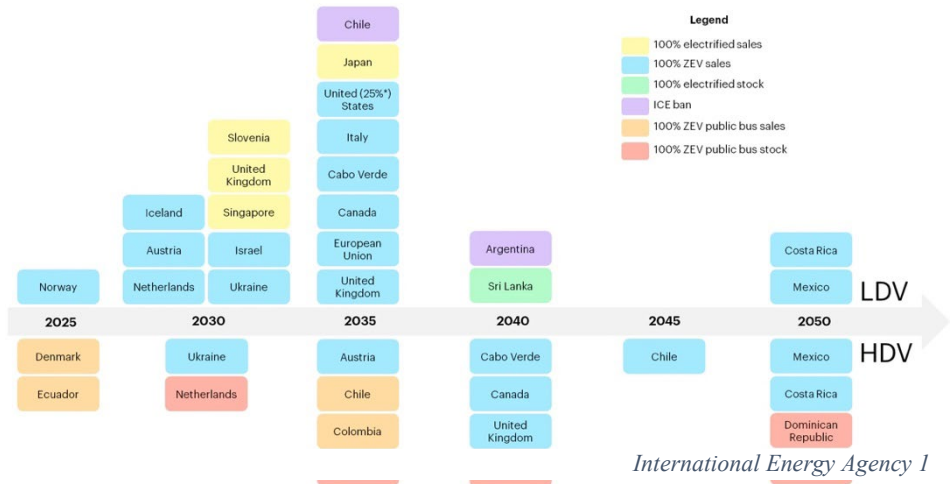 Legend
100% electrified sales
100% ZEV sales
100% electrified stock
ICE ban
100% ZEV public bus sales
100% ZEV public bus stock
Chile
Japan
United (25%*)
States
Italy
Slovenia
United
Kingdom
Cabo Verde
Iceland
Singapore
Canada
Austria
Israel
European
Union
Argentina
Costa Rica
Norway
Netherlands
Ukraine
United
Kingdom
Sri Lanka
Mexico
LDV
2025
2030
2035
2040
2045
2050
HDV
Denmark
Ukraine
Austria
Cabo Verde
Chile
Mexico
Ecuador
Netherlands
Chile
Canada
Costa Rica
Colombia
United
Kingdom
Dominican
Republic
International Energy Agency 1